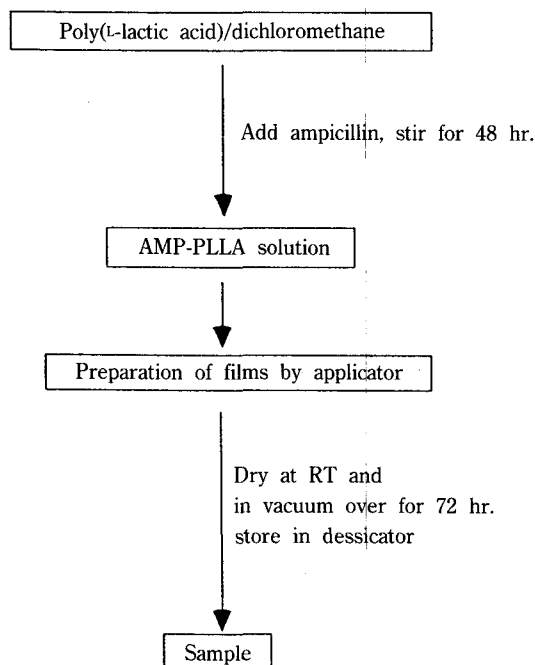 Poly(L-lactic acid)/dichloromethane
Add ampicillin, stir for 48 hr.
AMP-PLLA solution
Preparation of films by applicator
Dry at RT and
in vacuum over for 72 hr.
store in dessicator
Sample